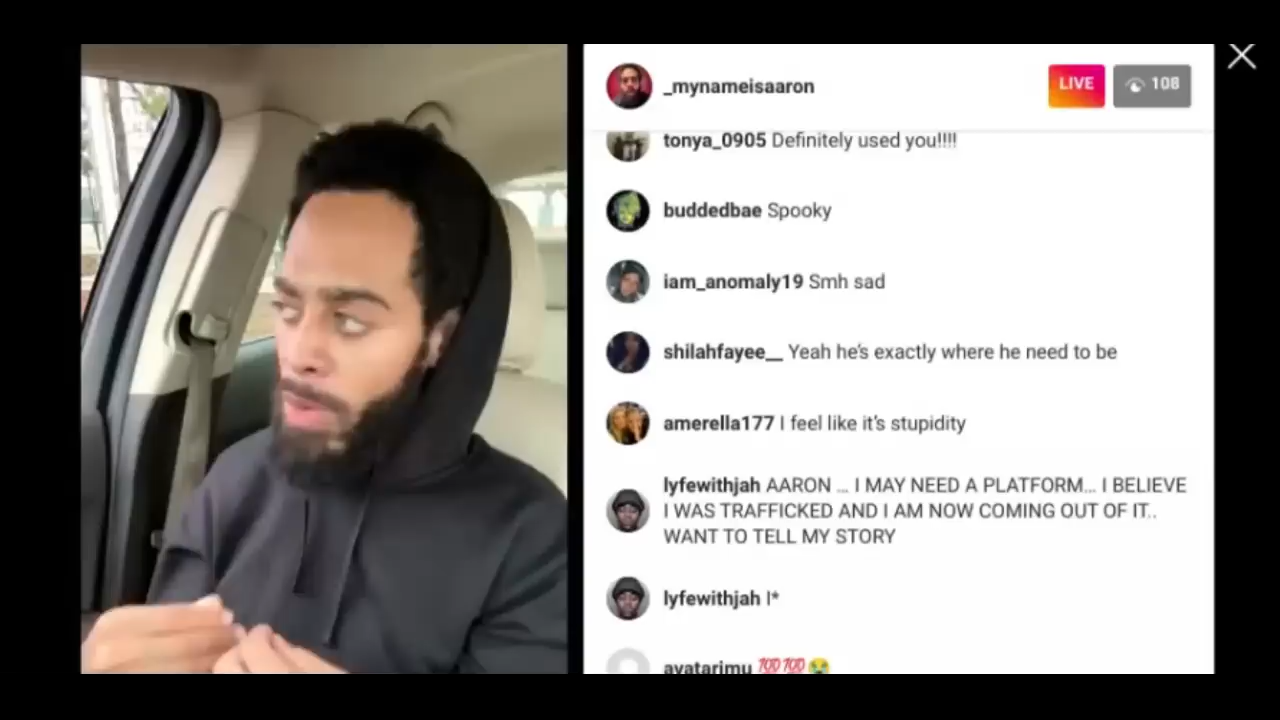 _mynameisaaron
LIVE
108
tonya_0905 Definitely used you!!!!
buddedbae Spooky
iam_anomaly19 Smh sad
shilahfayee__ Yeah he's exactly where he need to be
amerella177 I feel like it's stupidity
lyfewithjah AARON ... I MAY NEED A PLATFORM... I BELIEVE
I WAS TRAFFICKED AND I AM NOW COMING OUT OF IT..
WANT TO TELL MY STORY
lyfewithjah I*
avatarimu 💯💯😭